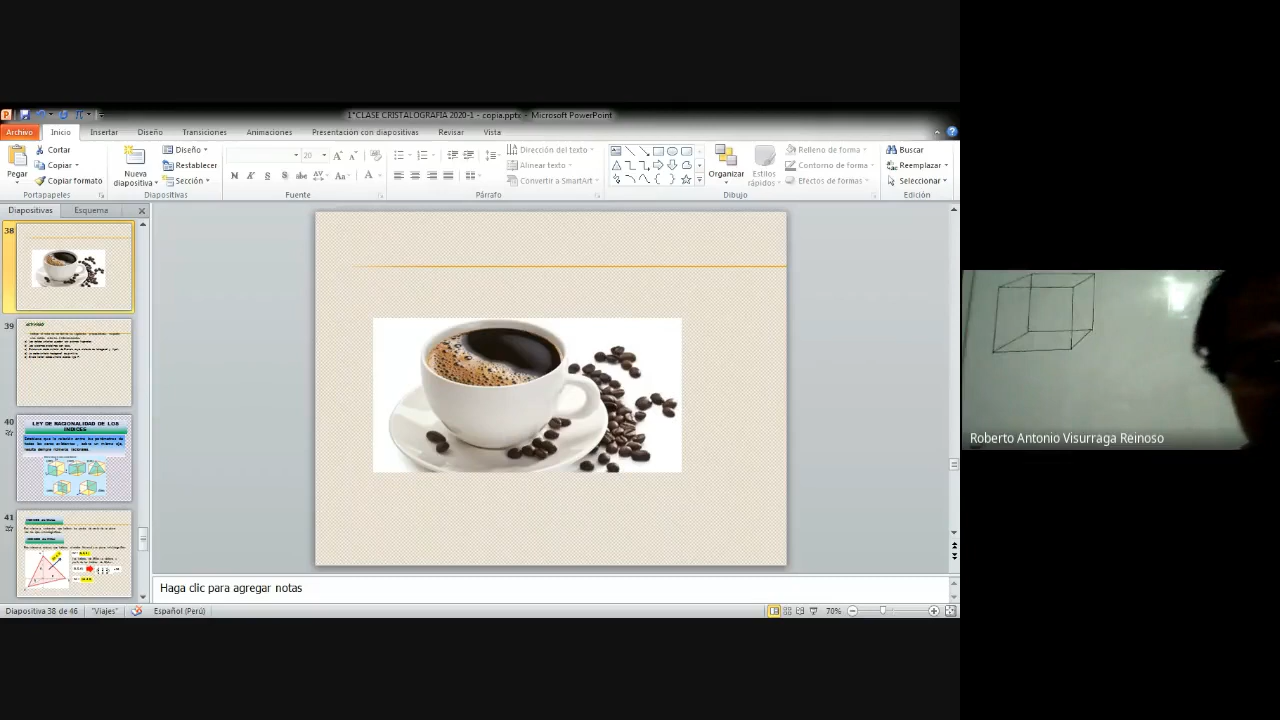 1°CLASE CRISTALOGRAFIA 2020-1 - copia.pptx - Microsoft PowerPoint
Archivo Inicio Insertar Diseño Transiciones Animaciones Presentación con diapositivas Revisar Vista
Pegar
Cortar
Copiar
Copiar formato
Portapapeles
Nueva
diapositiva
Diseño
Restablecer
Sección
Diapositivas
20
Fuente
Dirección del texto
Alinear texto
Convertir a SmartArt
Párrafo
Organizar
Estilos
rápidos
Relleno de forma
Contorno de forma
Efectos de formas
Dibujo
Buscar
Reemplazar
Seleccionar
Edición
Diapositivas Esquema
38
39
ACTIVIDAD
40
LEY DE RACIONALIDAD DE LOS
INDICES
41
Haga clic para agregar notas
Diapositiva 38 de 46 "Viajes" Español (Perú) 70%
Roberto Antonio Visurraga Reinoso